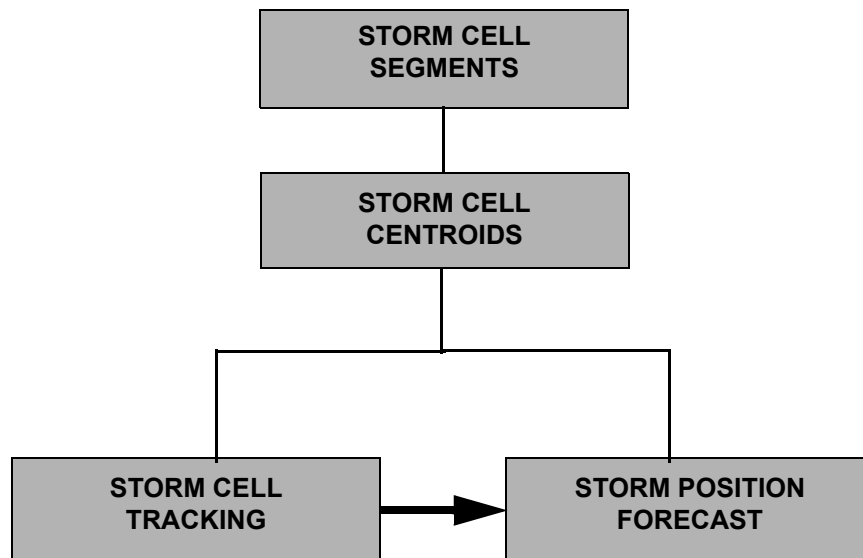 STORM CELL
SEGMENTS
STORM CELL
CENTROIDS
STORM CELL
TRACKING
STORM POSITION
FORECAST